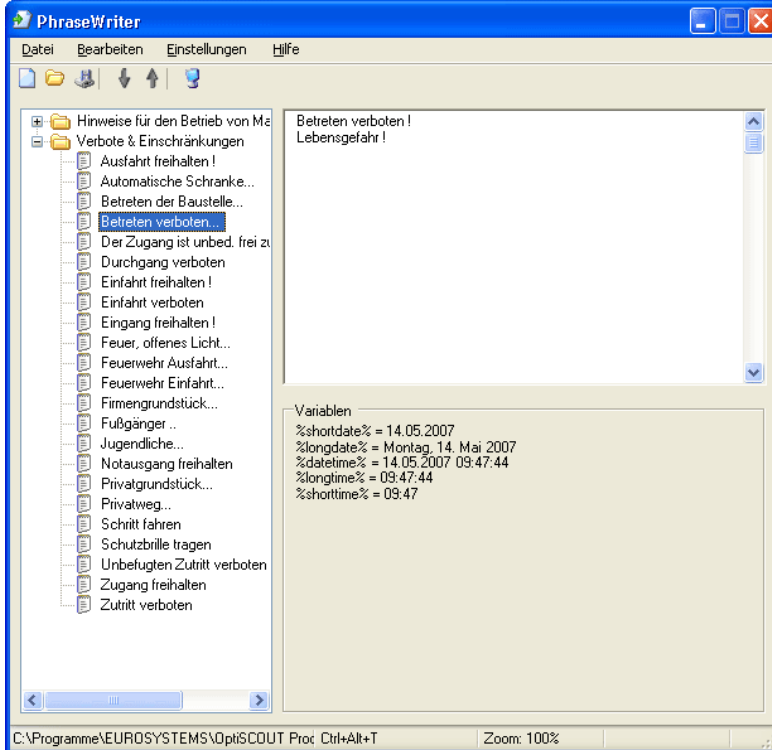 PhraseWriter
Datei Bearbeiten Einstellungen Hilfe
Hinweise für den Betrieb von Ma
Verbote & Einschränkungen
Ausfahrt freihalten !
Automatische Schranke...
Betreten der Baustelle...
Betreten verboten...
Der Zugang ist unbed. frei zu
Durchgang verboten
Einfahrt freihalten !
Einfahrt verboten
Eingang freihalten !
Feuer, offenes Licht...
Feuerwehr Ausfahrt...
Feuerwehr Einfahrt...
Firmengrundstück...
Fußgänger ..
Jugendliche...
Notausgang freihalten
Privatgrundstück...
Privatweg...
Schritt fahren
Schutzbrille tragen
Unbefugten Zutritt verboten
Zugang freihalten
Zutritt verboten
Betreten verboten !
Lebensgefahr !
Variablen
%shortdate% = 14.05.2007
%longdate% = Montag, 14. Mai 2007
%datetime% = 14.05.2007 09:47:44
%longtime% = 09:47:44
%shorttime% = 09:47
C:\Programme\EUROSYSTEMS\OptiSCOUT Proc Ctrl+Alt+T Zoom: 100%